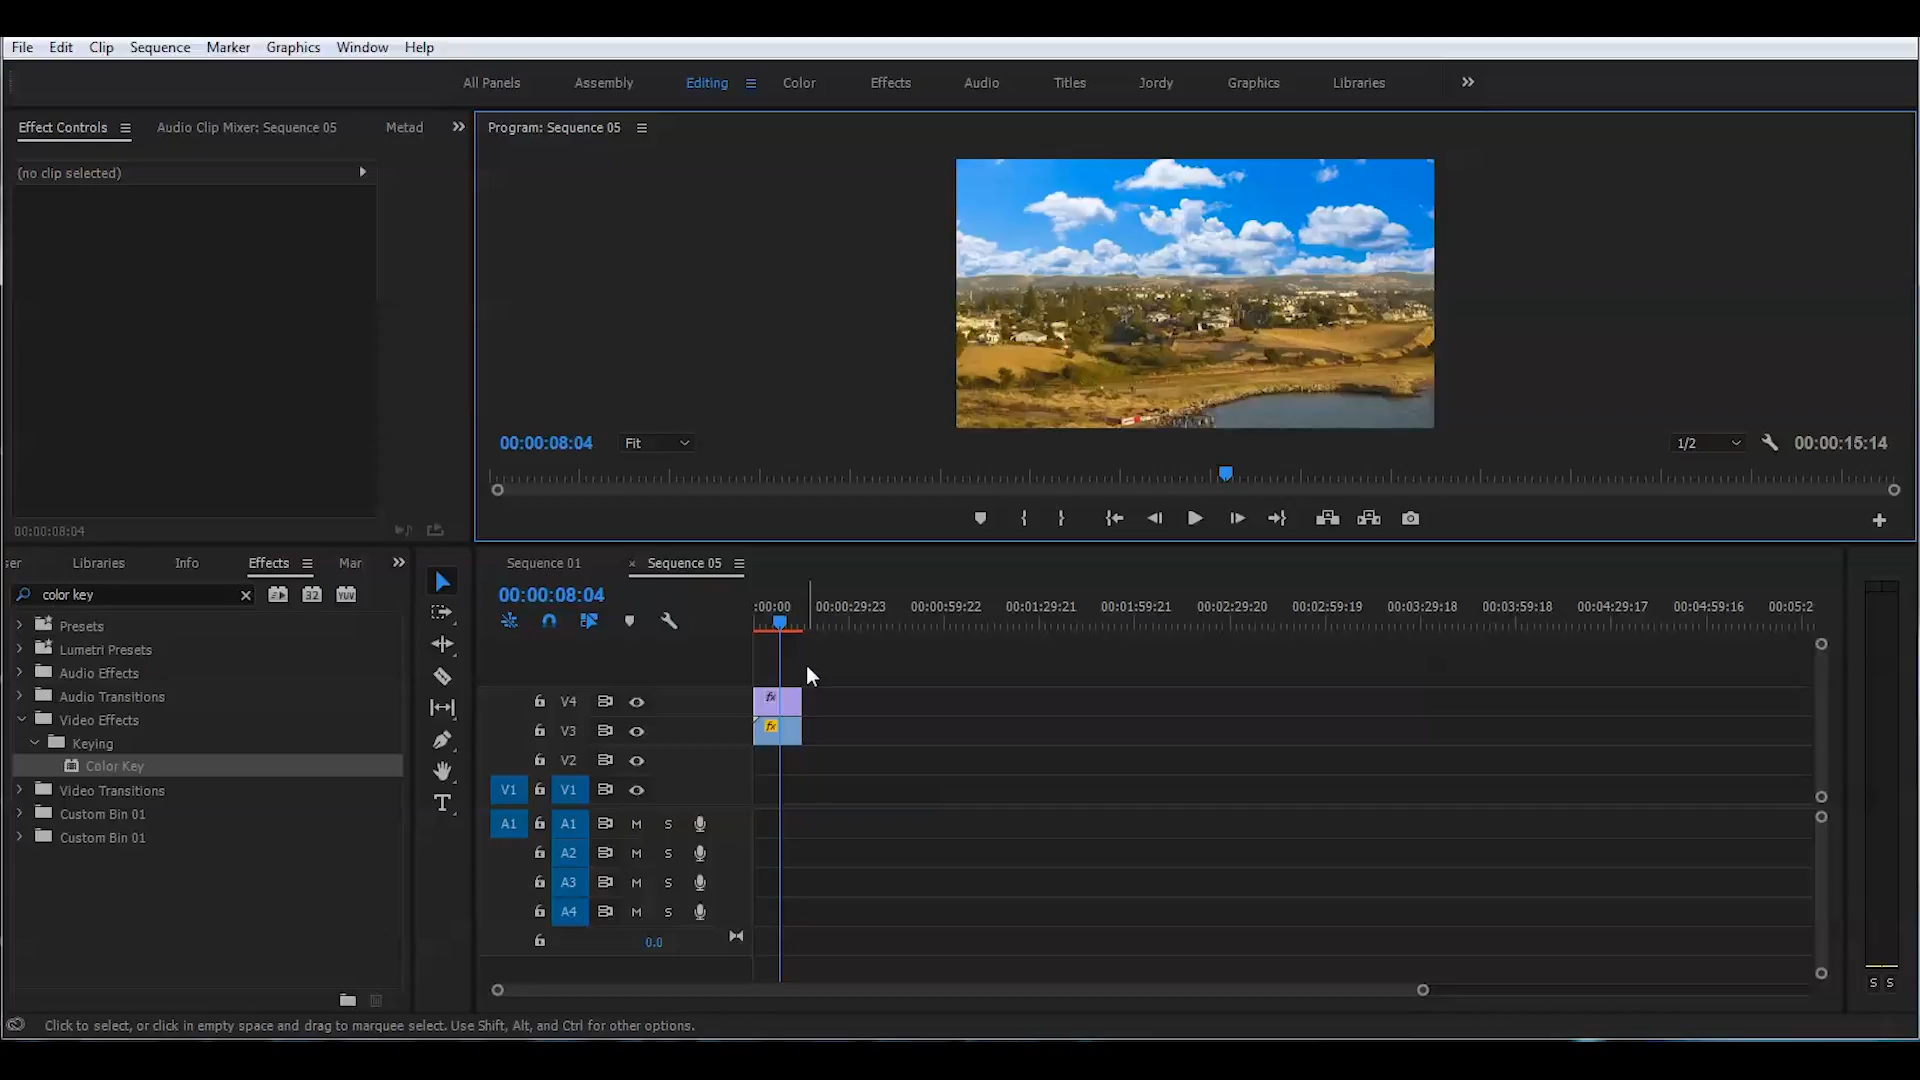 File Edit Clip Sequence Marker Graphics Window Help
All Panels Assembly Editing Color Effects Audio Titles Jordy Graphics Libraries
Effect Controls Audio Clip Mixer: Sequence 05 Metad
Program: Sequence 05
(no clip selected)
00:00:08:04 Fit 1/2 00:00:15:14
00:00:08:04
ser Libraries Info Effects Mar
Sequence 01 × Sequence 05
color key 32 YUV
00:00:08:04
:00:00 00:00:29:23 00:00:59:22 00:01:29:21 00:01:59:21 00:02:29:20 00:02:59:19 00:03:29:18 00:03:59:18 00:04:29:17 00:04:59:16 00:05:2
Presets
Lumetri Presets
Audio Effects
Audio Transitions
Video Effects
Keying
Color Key
Video Transitions
Custom Bin 01
Custom Bin 01
T
V4 fx
V3 fx
V2
V1 V1
A1 A1 M S
A2 M S
A3 M S
A4 M S
0.0
S S
Click to select, or click in empty space and drag to marquee select. Use Shift, Alt, and Ctrl for other options.